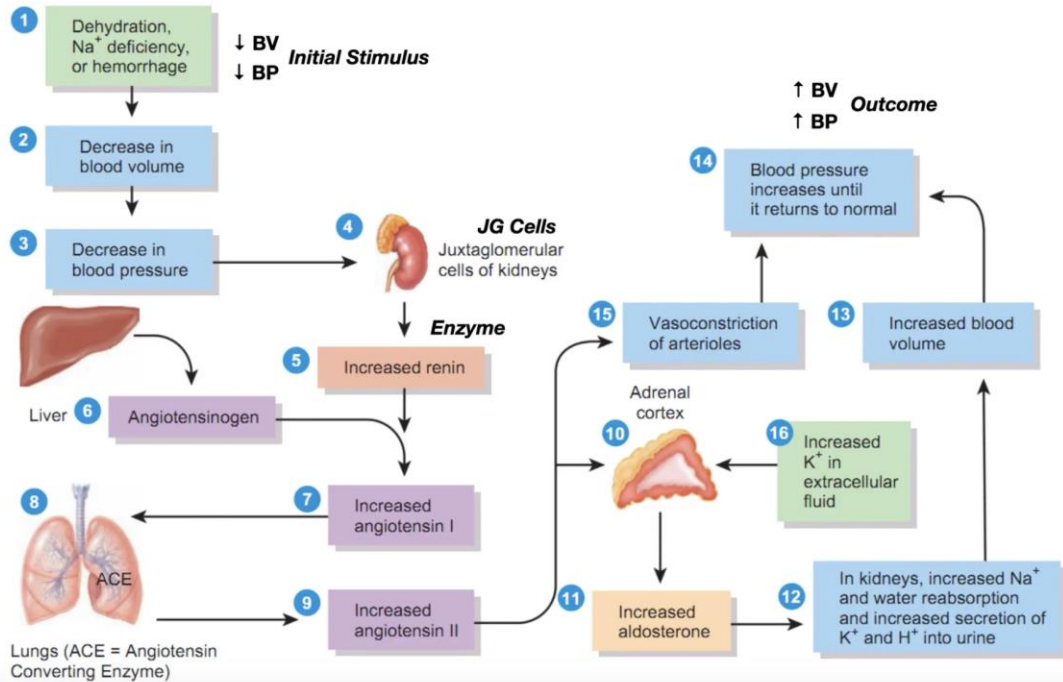 1
Dehydration,
Na+ deficiency,
or hemorrhage
↓ BV
↓ BP
Initial Stimulus
2
Decrease in
blood volume
3
Decrease in
blood pressure
4
JG Cells
Juxtaglomerular
cells of kidneys
Enzyme
5
Increased renin
Liver
6
Angiotensinogen
7
Increased
angiotensin I
8
ACE
Lungs (ACE = Angiotensin
Converting Enzyme)
9
Increased
angiotensin II
↑ BV
↑ BP
Outcome
14
Blood pressure
increases until
it returns to normal
15
Vasoconstriction
of arterioles
13
Increased blood
volume
Adrenal
cortex
10
16
Increased
K+ in
extracellular
fluid
11
Increased
aldosterone
12
In kidneys, increased Na+
and water reabsorption
and increased secretion of
K+ and H+ into urine